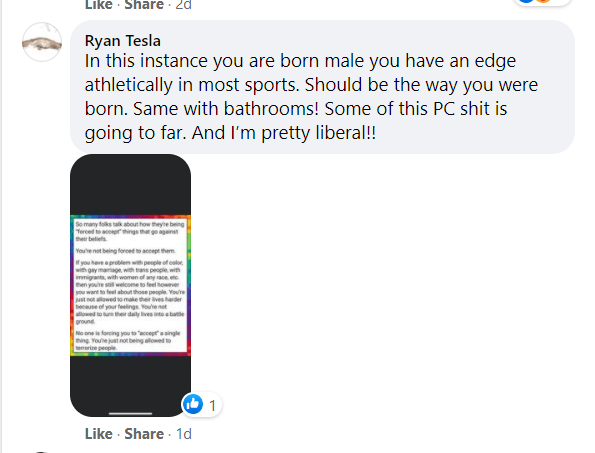 Like · Share · 2d
Ryan Tesla
In this instance you are born male you have an edge
athletically in most sports. Should be the way you were
born. Same with bathrooms! Some of this PC shit is
going to far. And I'm pretty liberal!!
So many folks talk about how they're being
"forced to accept" things that go against
their beliefs.
You're not being forced to accept them.
If you have a problem with people of color,
with gay marriage, with trans people, with
immigrants, with women of any race, etc.
then you're still welcome to feel however
you want to feel about those people. You're
just not allowed to make their lives harder
because of your feelings. You're not
allowed to turn their daily lives into a battle
ground.
No one is forcing you to "accept" a single
thing. You're just not being allowed to
terrorize people.
1
Like · Share · 1d